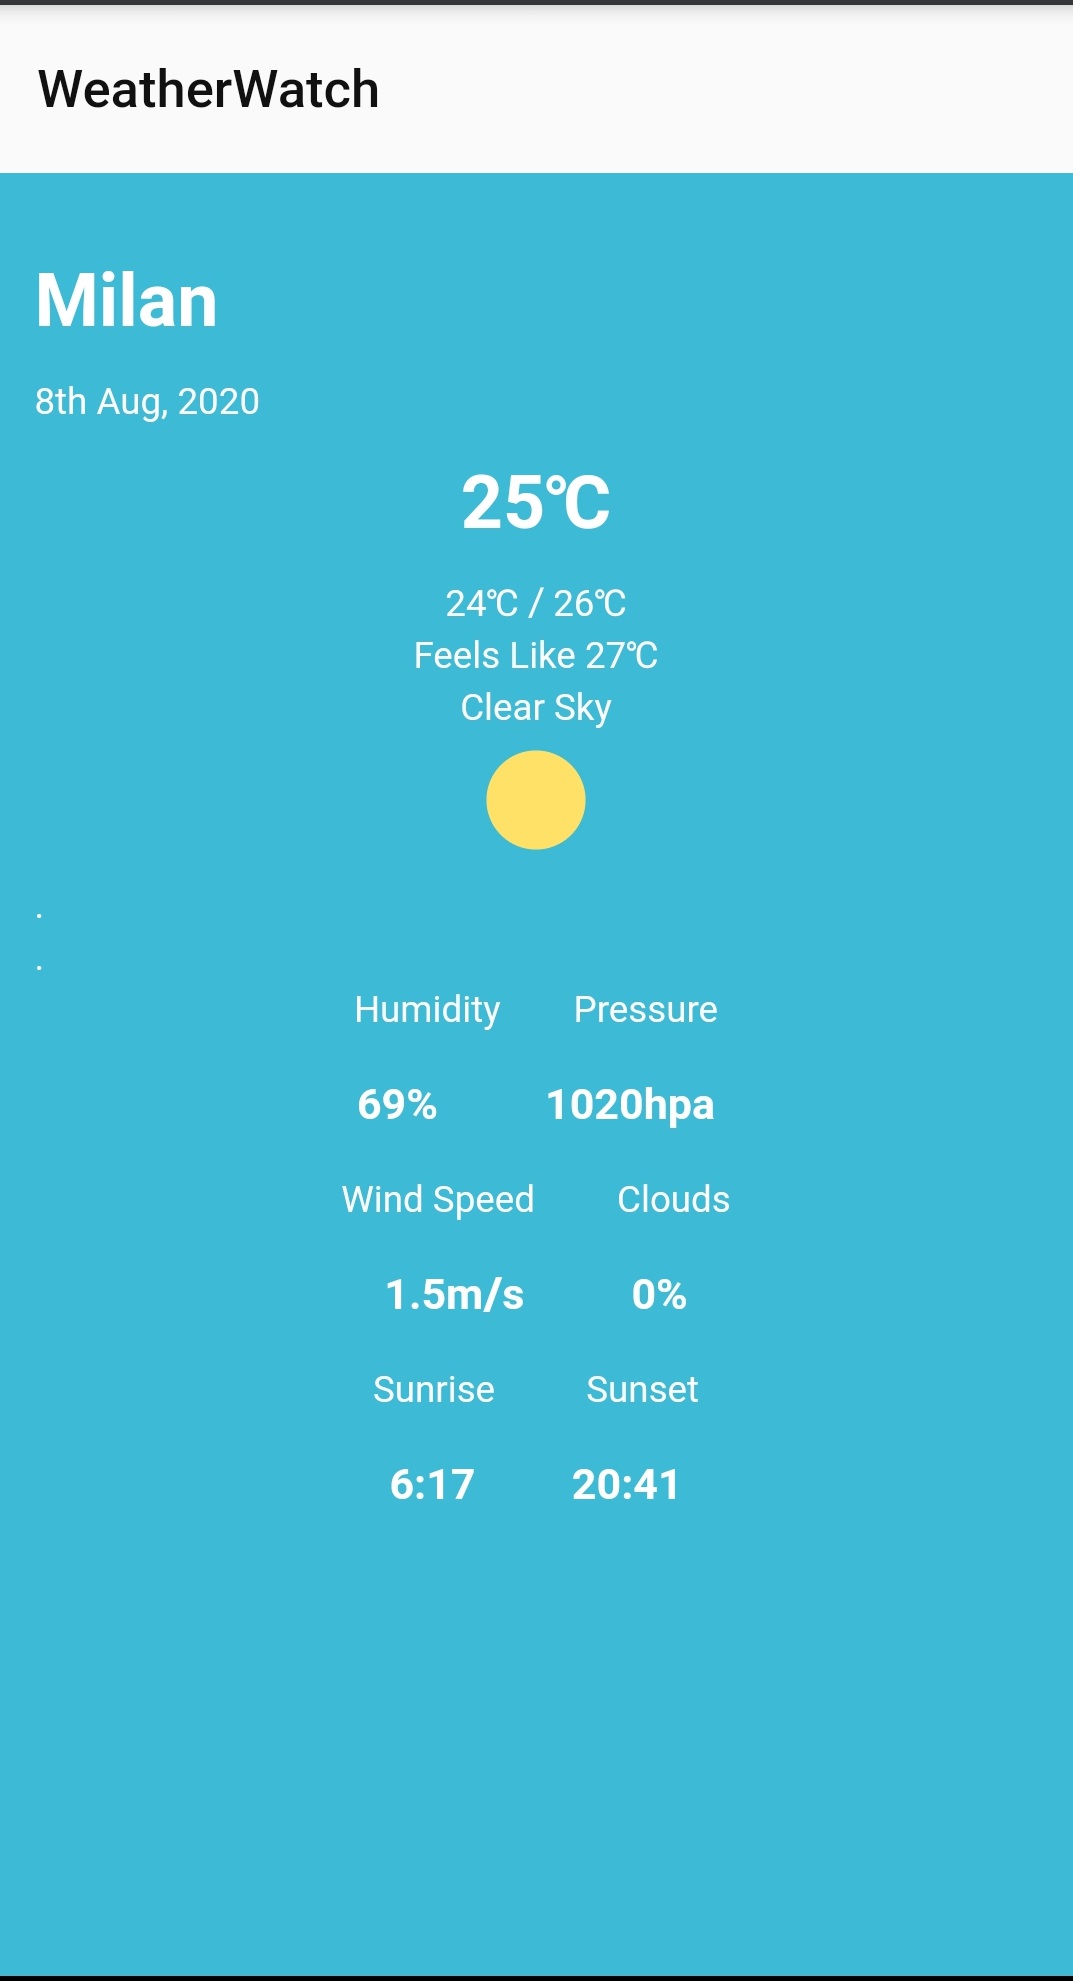 WeatherWatch
Milan
8th Aug, 2020
25℃
24℃ / 26℃
Feels Like 27℃
Clear Sky
.
.
Humidity Pressure
69% 1020hpa
Wind Speed Clouds
1.5m/s 0%
Sunrise Sunset
6:17 20:41